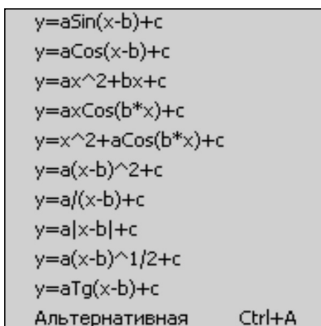 y=aSin(x-b)+c
y=aCos(x-b)+c
y=ax^2+bx+c
y=axCos(b*x)+c
y=x^2+aCos(b*x)+c
y=a(x-b)^2+c
y=a/(x-b)+c
y=a|x-b|+c
y=a(x-b)^1/2+c
y=aTg(x-b)+c
Альтернативная Ctrl+A